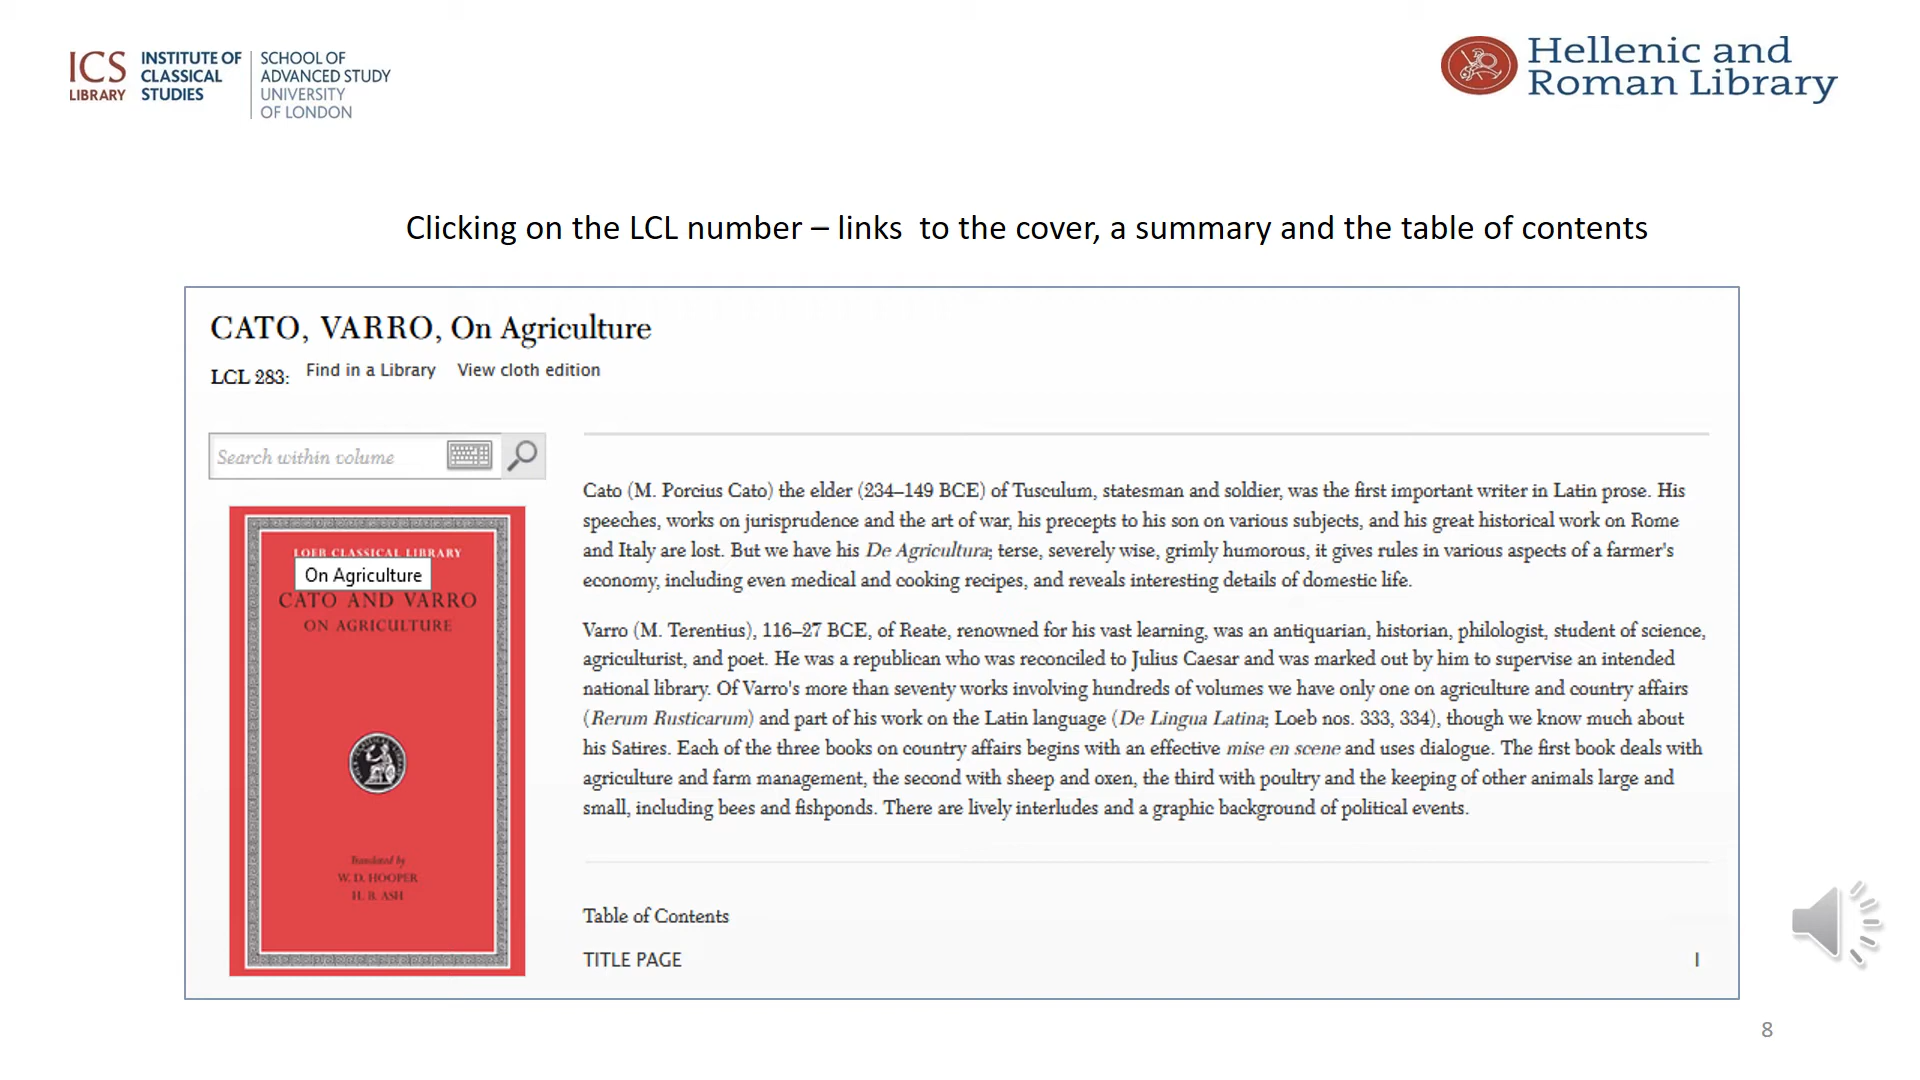 ICS
LIBRARY
INSTITUTE OF
CLASSICAL
STUDIES
SCHOOL OF
ADVANCED STUDY
UNIVERSITY
OF LONDON
Hellenic and
Roman Library
Clicking on the LCL number – links  to the cover, a summary and the table of contents
CATO, VARRO, On Agriculture
LCL 283: Find in a Library View cloth edition
Search within volume
LOEB CLASSICAL LIBRARY
On Agriculture
CATO AND VARRO
ON AGRICULTURE
Translated by
W. D. HOOPER
H. B. ASH
Cato (M. Porcius Cato) the elder (234–149 BCE) of Tusculum, statesman and soldier, was the first important writer in Latin prose. His
speeches, works on jurisprudence and the art of war, his precepts to his son on various subjects, and his great historical work on Rome
and Italy are lost. But we have his De Agricultura; terse, severely wise, grimly humorous, it gives rules in various aspects of a farmer's
economy, including even medical and cooking recipes, and reveals interesting details of domestic life.
Varro (M. Terentius), 116–27 BCE, of Reate, renowned for his vast learning, was an antiquarian, historian, philologist, student of science,
agriculturist, and poet. He was a republican who was reconciled to Julius Caesar and was marked out by him to supervise an intended
national library. Of Varro's more than seventy works involving hundreds of volumes we have only one on agriculture and country affairs
(Rerum Rusticarum) and part of his work on the Latin language (De Lingua Latina; Loeb nos. 333, 334), though we know much about
his Satires. Each of the three books on country affairs begins with an effective mise en scene and uses dialogue. The first book deals with
agriculture and farm management, the second with sheep and oxen, the third with poultry and the keeping of other animals large and
small, including bees and fishponds. There are lively interludes and a graphic background of political events.
Table of Contents
TITLE PAGE I
8